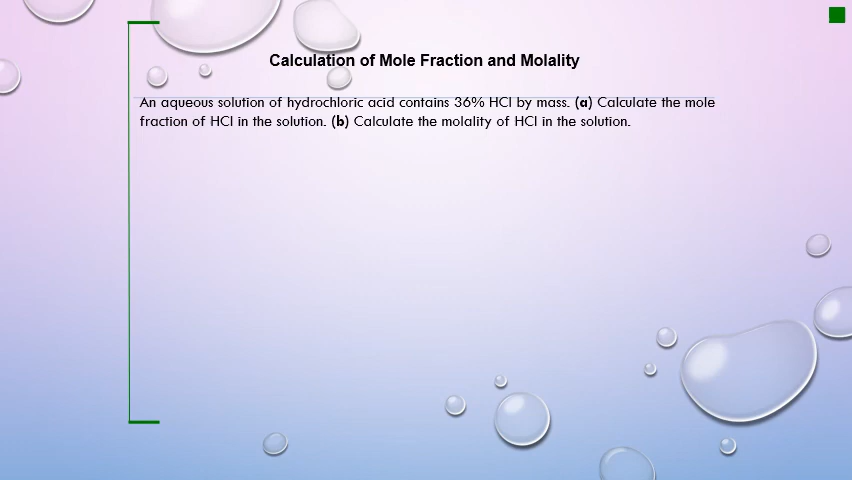 Calculation of Mole Fraction and Molality
An aqueous solution of hydrochloric acid contains 36% HCl by mass. (a) Calculate the mole
fraction of HCl in the solution. (b) Calculate the molality of HCl in the solution.